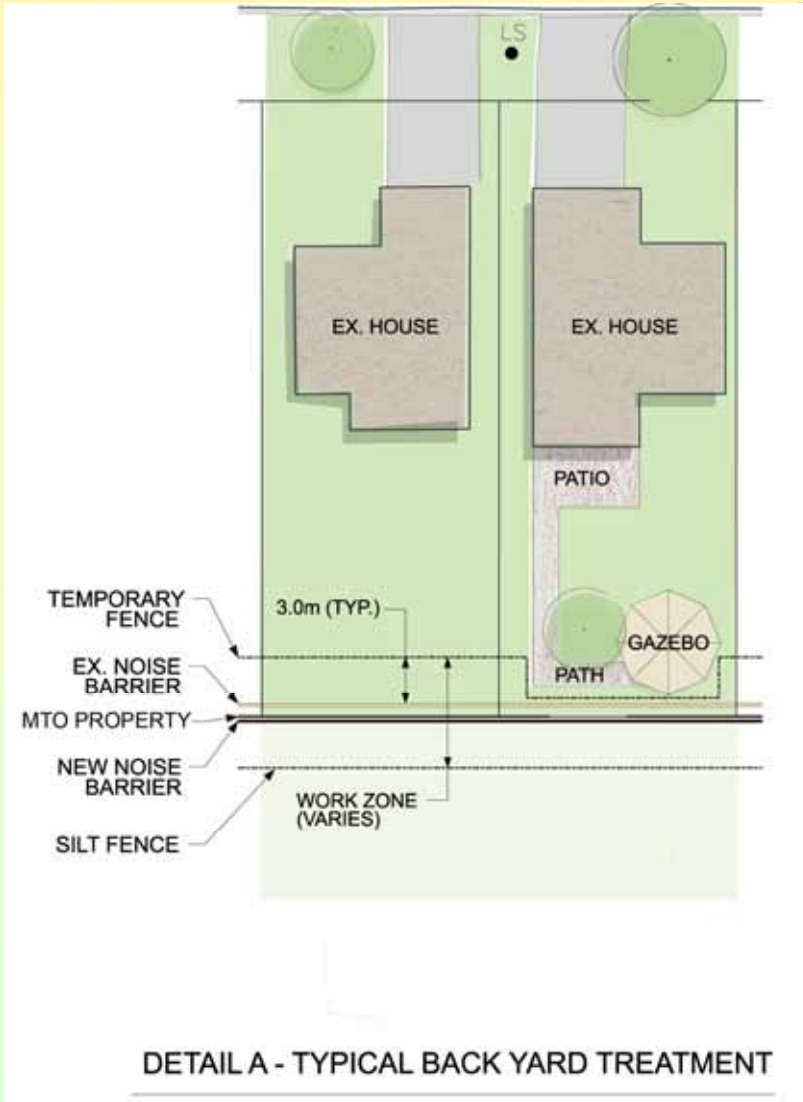 LS
EX. HOUSE
EX. HOUSE
PATIO
TEMPORARY
FENCE
3.0m (TYP.)
GAZEBO
EX. NOISE
BARRIER
PATH
MTO PROPERTY
NEW NOISE
BARRIER
WORK ZONE
(VARIES)
SILT FENCE
DETAIL A - TYPICAL BACK YARD TREATMENT